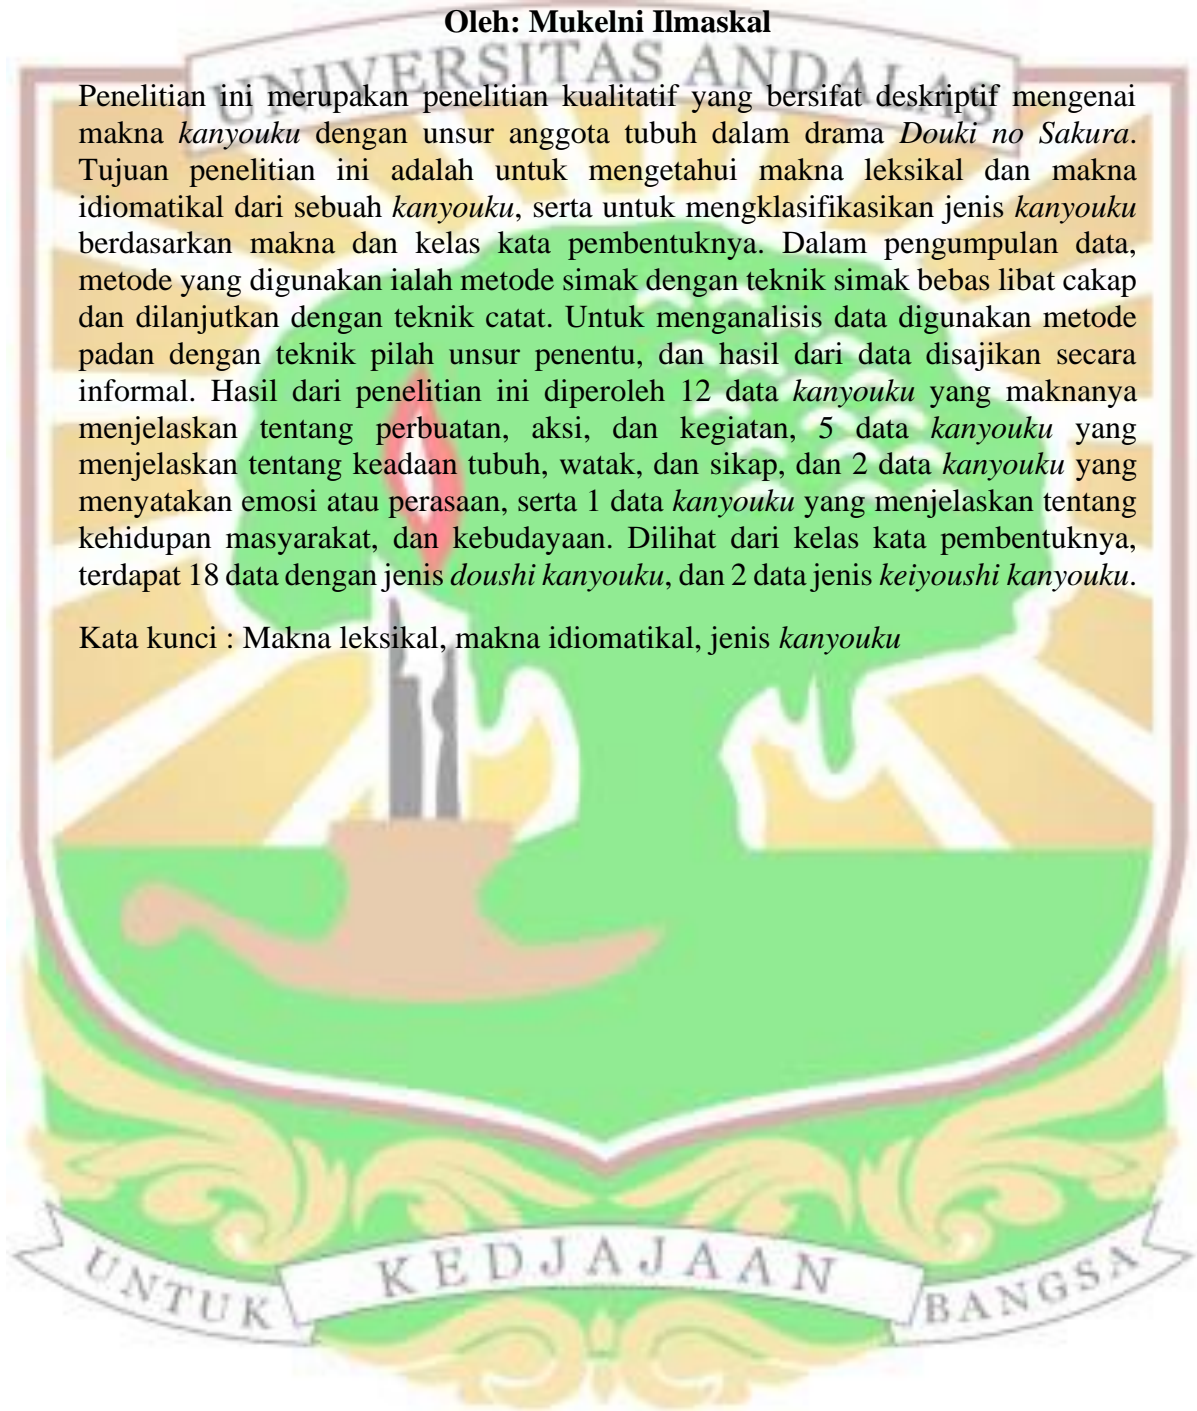 Oleh: Mukelni Ilmaskal
UNIVERSITAS ANDALAS
Penelitian ini merupakan penelitian kualitatif yang bersifat deskriptif mengenai
makna kanyouku dengan unsur anggota tubuh dalam drama Douki no Sakura.
Tujuan penelitian ini adalah untuk mengetahui makna leksikal dan makna
idiomatikal dari sebuah kanyouku, serta untuk mengklasifikasikan jenis kanyouku
berdasarkan makna dan kelas kata pembentuknya. Dalam pengumpulan data,
metode yang digunakan ialah metode simak dengan teknik simak bebas libat cakap
dan dilanjutkan dengan teknik catat. Untuk menganalisis data digunakan metode
padan dengan teknik pilah unsur penentu, dan hasil dari data disajikan secara
informal. Hasil dari penelitian ini diperoleh 12 data kanyouku yang maknanya
menjelaskan tentang perbuatan, aksi, dan kegiatan, 5 data kanyouku yang
menjelaskan tentang keadaan tubuh, watak, dan sikap, dan 2 data kanyouku yang
menyatakan emosi atau perasaan, serta 1 data kanyouku yang menjelaskan tentang
kehidupan masyarakat, dan kebudayaan. Dilihat dari kelas kata pembentuknya,
terdapat 18 data dengan jenis doushi kanyouku, dan 2 data jenis keiyoushi kanyouku.
Kata kunci : Makna leksikal, makna idiomatikal, jenis kanyouku
UNTUK KEDJAJAAN BANGSA